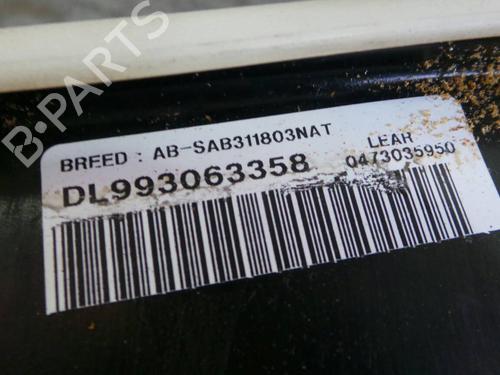 B-PARTS
BREED : AB-SAB311803NAT
LEAR
DL993063358
0473035950